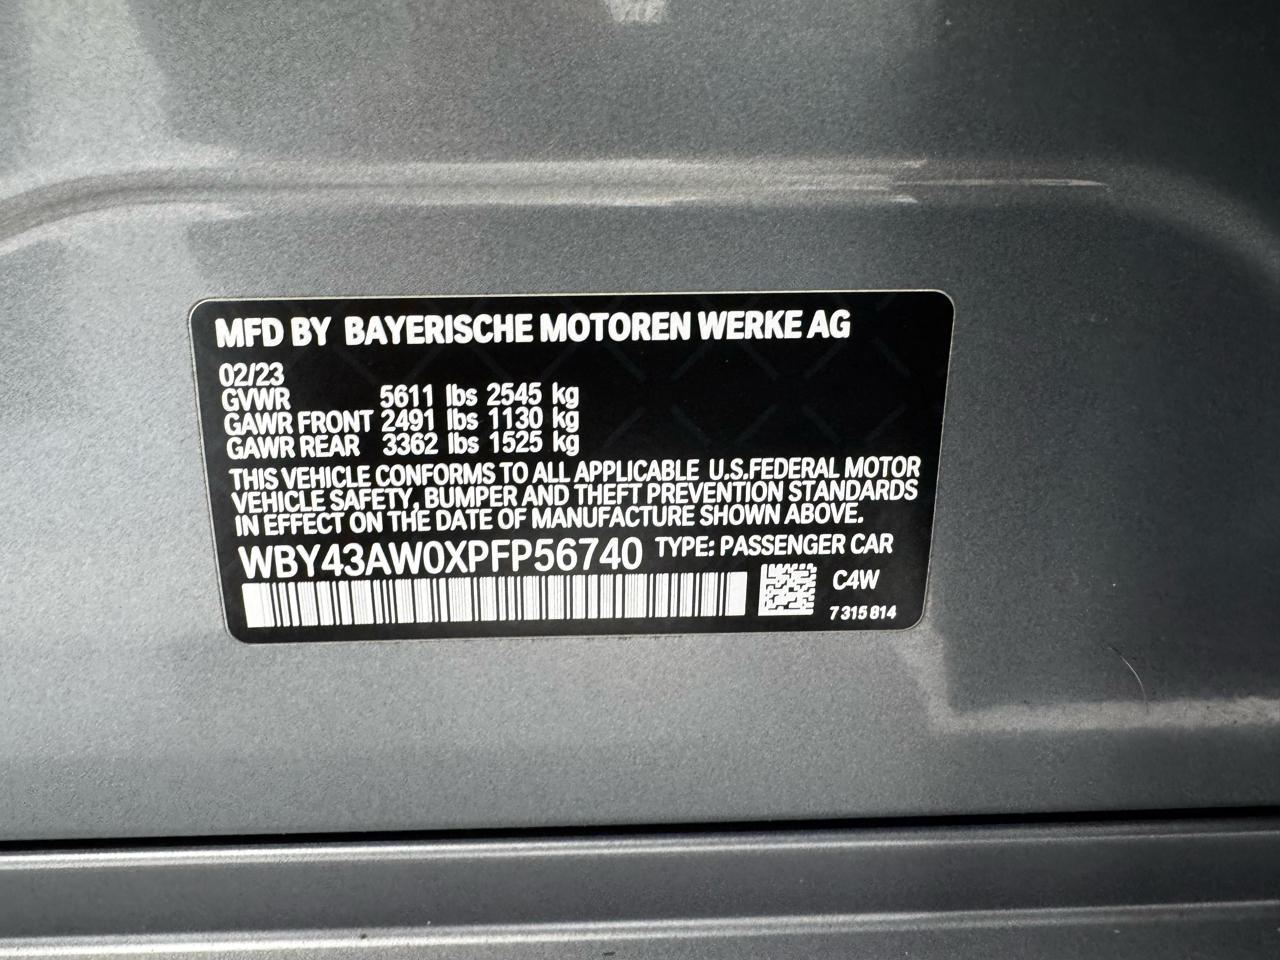 MFD BY BAYERISCHE MOTOREN WERKE AG
02/23
GVWR 5611 lbs 2545 kg
GAWR FRONT 2491 lbs 1130 kg
GAWR REAR 3362 lbs 1525 kg
THIS VEHICLE CONFORMS TO ALL APPLICABLE U.S.FEDERAL MOTOR
VEHICLE SAFETY, BUMPER AND THEFT PREVENTION STANDARDS
IN EFFECT ON THE DATE OF MANUFACTURE SHOWN ABOVE.
WBY43AW0XPFP56740 TYPE: PASSENGER CAR
C4W
7 315 814